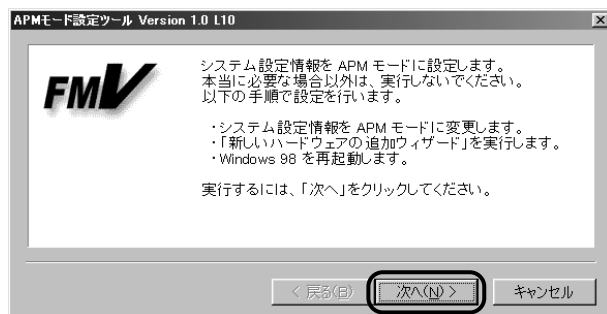 APMモード設定ツール Version 1.0 L10
FMV
システム設定情報を APM モードに設定します。
本当に必要な場合以外は、実行しないでください。
以下の手順で設定を行います。
・システム設定情報を APM モードに変更します。
・「新しいハードウェアの追加ウィザード」を実行します。
・Windows 98 を再起動します。
実行するには、「次へ」をクリックしてください。
< 戻る(B) 次へ(N) > キャンセル